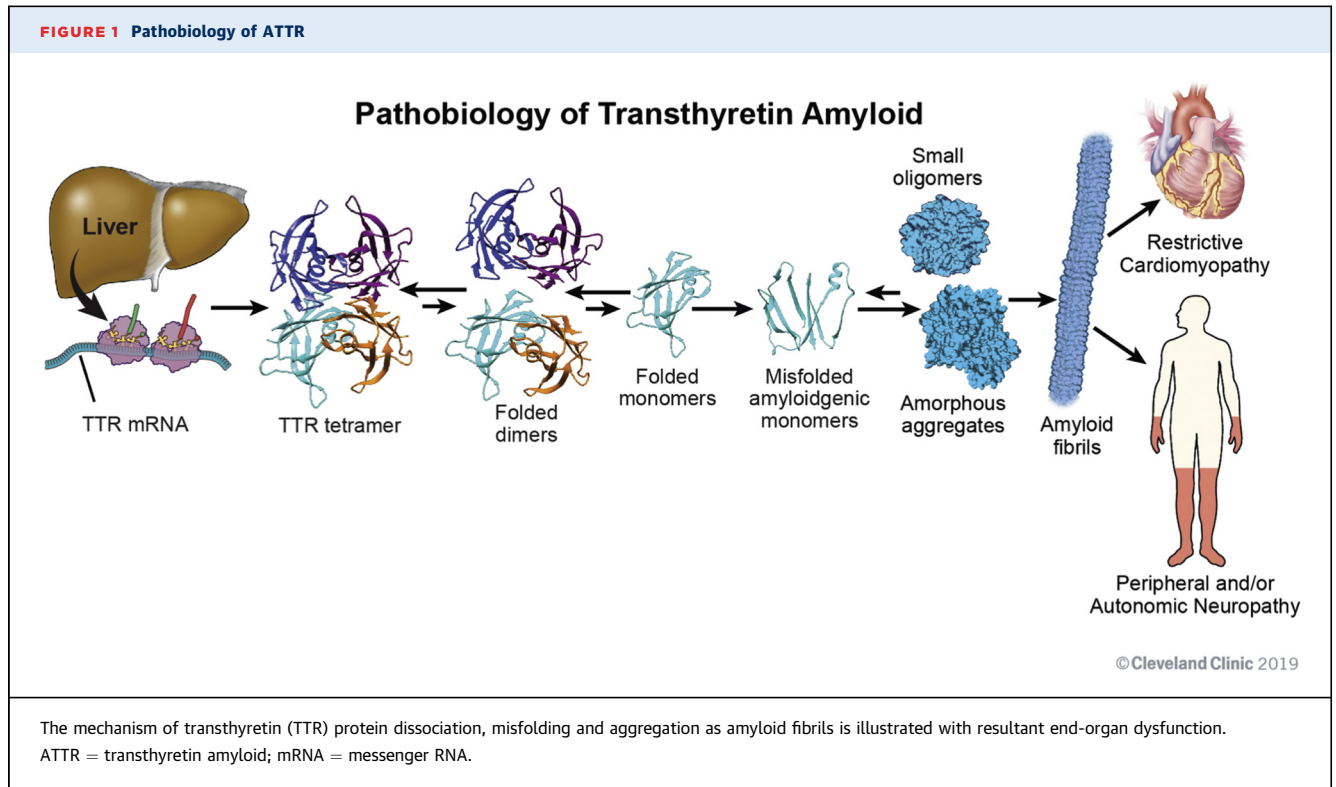 FIGURE 1 Pathobiology of ATTR
Pathobiology of Transthyretin Amyloid
Liver
TTR mRNA
TTR tetramer
Folded
dimers
Folded
monomers
Misfolded
amyloidgenic
monomers
Small
oligomers
Amorphous
aggregates
Amyloid
fibrils
Restrictive
Cardiomyopathy
Peripheral and/or
Autonomic Neuropathy
©Cleveland Clinic 2019
The mechanism of transthyretin (TTR) protein dissociation, misfolding and aggregation as amyloid fibrils is illustrated with resultant end-organ dysfunction.
ATTR = transthyretin amyloid; mRNA = messenger RNA.